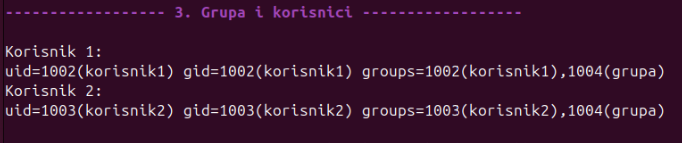 ------------------ 3. Grupa i korisnici ------------------
Korisnik 1:
uid=1002(korisnik1) gid=1002(korisnik1) groups=1002(korisnik1),1004(grupa)
Korisnik 2:
uid=1003(korisnik2) gid=1003(korisnik2) groups=1003(korisnik2),1004(grupa)